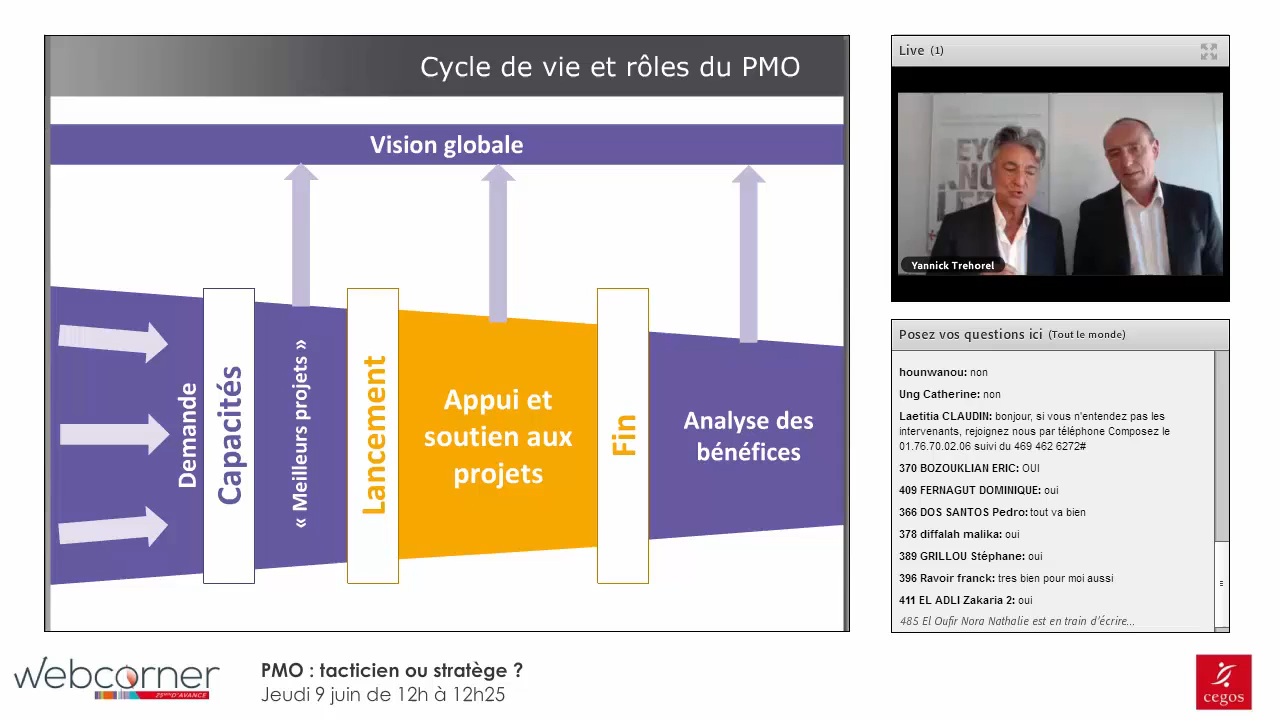 Cycle de vie et rôles du PMO
Vision globale
Demande
Capacités
« Meilleurs projets »
Lancement
Appui et
soutien aux
projets
Fin
Analyse des
bénéfices
Live (1)
Yannick Trehorel
Posez vos questions ici (Tout le monde)
hounwanou: non
Ung Catherine: non
Laetitia CLAUDIN: bonjour, si vous n'entendez pas les
intervenants, rejoignez nous par téléphone Composez le
01.76.70.02.06 suivi du 469 462 6272#
370 BOZOUKLIAN ERIC: OUI
409 FERNAGUT DOMINIQUE: oui
366 DOS SANTOS Pedro: tout va bien
378 diffalah malika: oui
389 GRILLOU Stéphane: oui
396 Ravoir franck: tres bien pour moi aussi
411 EL ADLI Zakaria 2: oui
485 El Oufir Nora Nathalie est en train d'écrire...
webcorner
PMO : tacticien ou stratège ?
Jeudi 9 juin de 12h à 12h25
cegos